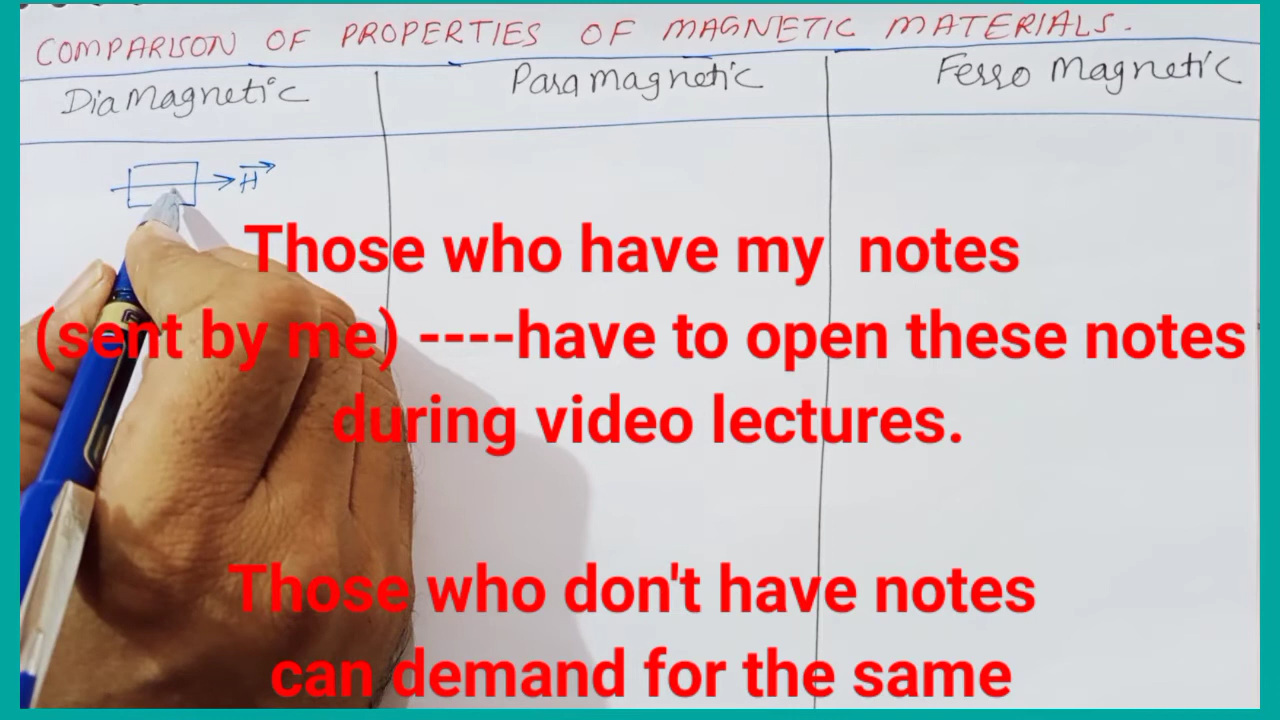 COMPARISON OF PROPERTIES OF MAGNETIC MATERIALS.
DiaMagnetic
ParaMagnetic
Ferro Magnetic
H
Those who have my notes
(sent by me) ----have to open these notes
during video lectures.
Those who don't have notes
can demand for the same